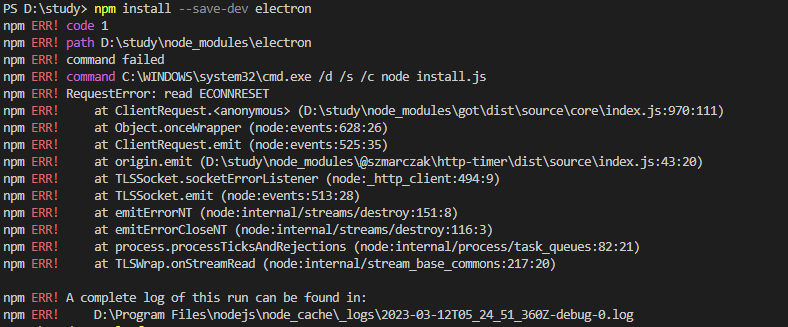 PS D:\study> npm install --save-dev electron
npm ERR! code 1
npm ERR! path D:\study\node_modules\electron
npm ERR! command failed
npm ERR! command C:\WINDOWS\system32\cmd.exe /d /s /c node install.js
npm ERR! RequestError: read ECONNRESET
npm ERR!     at ClientRequest.<anonymous> (D:\study\node_modules\got\dist\source\core\index.js:970:111)
npm ERR!     at Object.onceWrapper (node:events:628:26)
npm ERR!     at ClientRequest.emit (node:events:525:35)
npm ERR!     at origin.emit (D:\study\node_modules\@szmarczak\http-timer\dist\source\index.js:43:20)
npm ERR!     at TLSSocket.socketErrorListener (node:_http_client:494:9)
npm ERR!     at TLSSocket.emit (node:events:513:28)
npm ERR!     at emitErrorNT (node:internal/streams/destroy:151:8)
npm ERR!     at emitErrorCloseNT (node:internal/streams/destroy:116:3)
npm ERR!     at process.processTicksAndRejections (node:internal/process/task_queues:82:21)
npm ERR!     at TLSWrap.onStreamRead (node:internal/stream_base_commons:217:20)

npm ERR! A complete log of this run can be found in:
npm ERR!     D:\Program Files\nodejs\node_cache\_logs\2023-03-12T05_24_51_360Z-debug-0.log